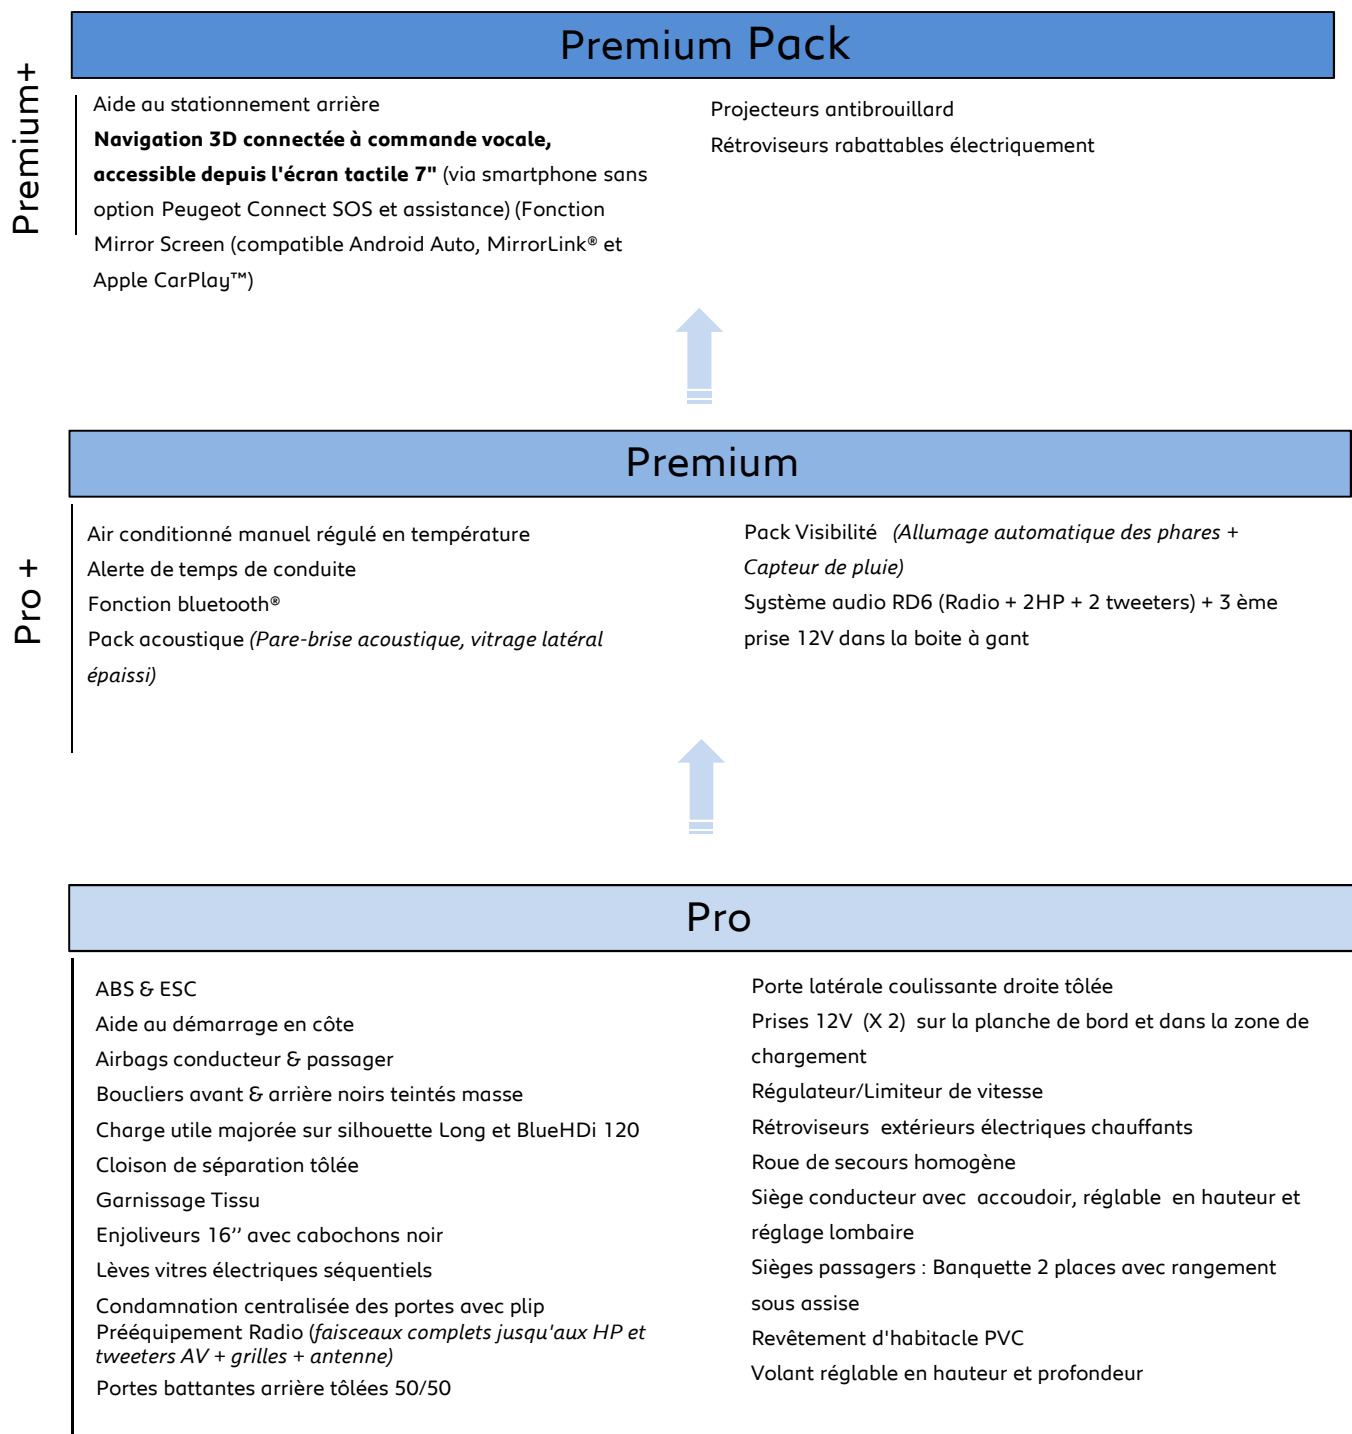 Premium Pack
Premium+
Aide au stationnement arrière
Navigation 3D connectée à commande vocale,
accessible depuis l'écran tactile 7" (via smartphone sans
option Peugeot Connect SOS et assistance) (Fonction
Mirror Screen (compatible Android Auto, MirrorLink® et
Apple CarPlay™)
Projecteurs antibrouillard
Rétroviseurs rabattables électriquement
Premium
Pro +
Air conditionné manuel régulé en température
Alerte de temps de conduite
Fonction bluetooth®
Pack acoustique (Pare-brise acoustique, vitrage latéral
épaissi)
Pack Visibilité (Allumage automatique des phares +
Capteur de pluie)
Système audio RD6 (Radio + 2HP + 2 tweeters) + 3 ème
prise 12V dans la boite à gant
Pro
ABS & ESC
Aide au démarrage en côte
Airbags conducteur & passager
Boucliers avant & arrière noirs teintés masse
Charge utile majorée sur silhouette Long et BlueHDi 120
Cloison de séparation tôlée
Garnissage Tissu
Enjoliveurs 16’’ avec cabochons noir
Lèves vitres électriques séquentiels
Condamnation centralisée des portes avec plip
Prééquipement Radio (faisceaux complets jusqu'aux HP et
tweeters AV + grilles + antenne)
Portes battantes arrière tôlées 50/50
Porte latérale coulissante droite tôlée
Prises 12V (X 2) sur la planche de bord et dans la zone de
chargement
Régulateur/Limiteur de vitesse
Rétroviseurs extérieurs électriques chauffants
Roue de secours homogène
Siège conducteur avec accoudoir, réglable en hauteur et
réglage lombaire
Sièges passagers : Banquette 2 places avec rangement
sous assise
Revêtement d'habitacle PVC
Volant réglable en hauteur et profondeur